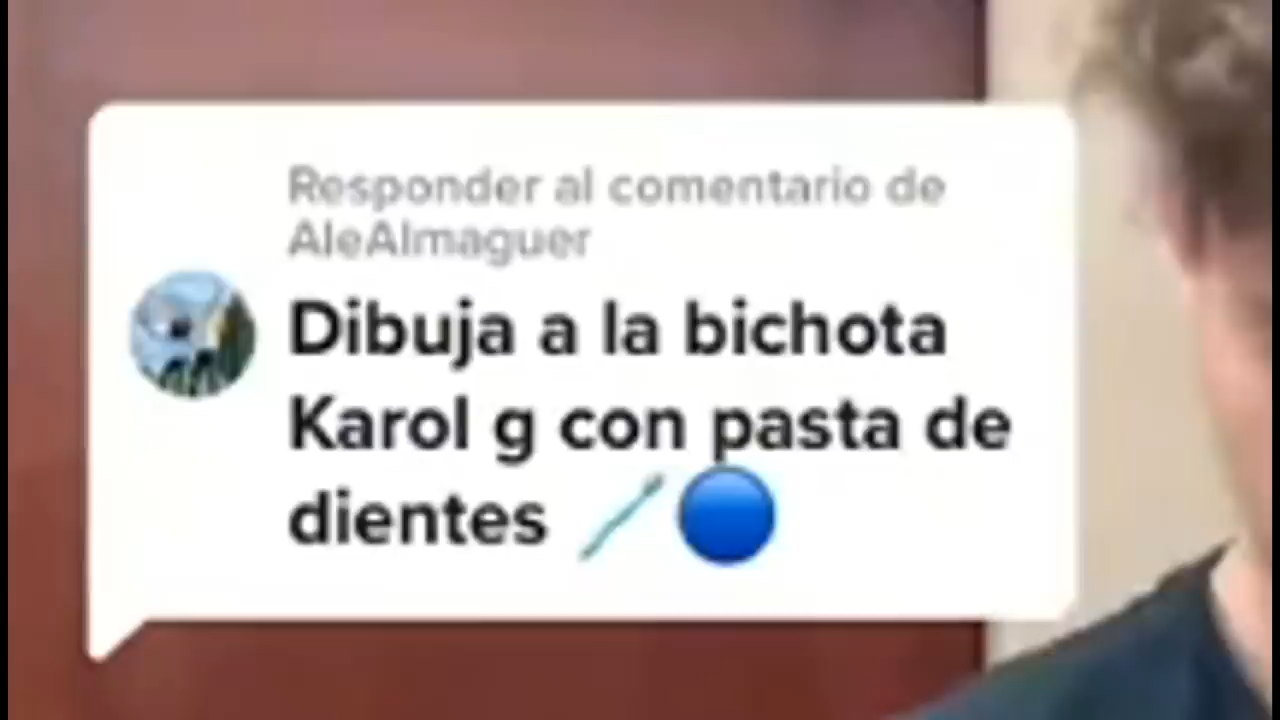 Responder al comentario de
AleAlmaguer
Dibuja a la bichota
Karol g con pasta de
dientes 🪥🔵